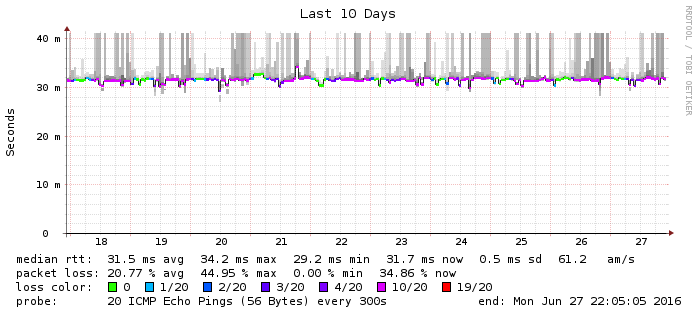 Last 10 Days
RRDTOOL / TOBI OETIKER
Seconds
40 m
30 m
20 m
10 m
0
18 19 20 21 22 23 24 25 26 27
median rtt: 31.5 ms avg 34.2 ms max 29.2 ms min 31.7 ms now 0.5 ms sd 61.2 am/s
packet loss: 20.77 % avg 44.95 % max 0.00 % min 34.86 % now
loss color: 0 1/20 2/20 3/20 4/20 10/20 19/20
probe: 20 ICMP Echo Pings (56 Bytes) every 300s end: Mon Jun 27 22:05:05 2016